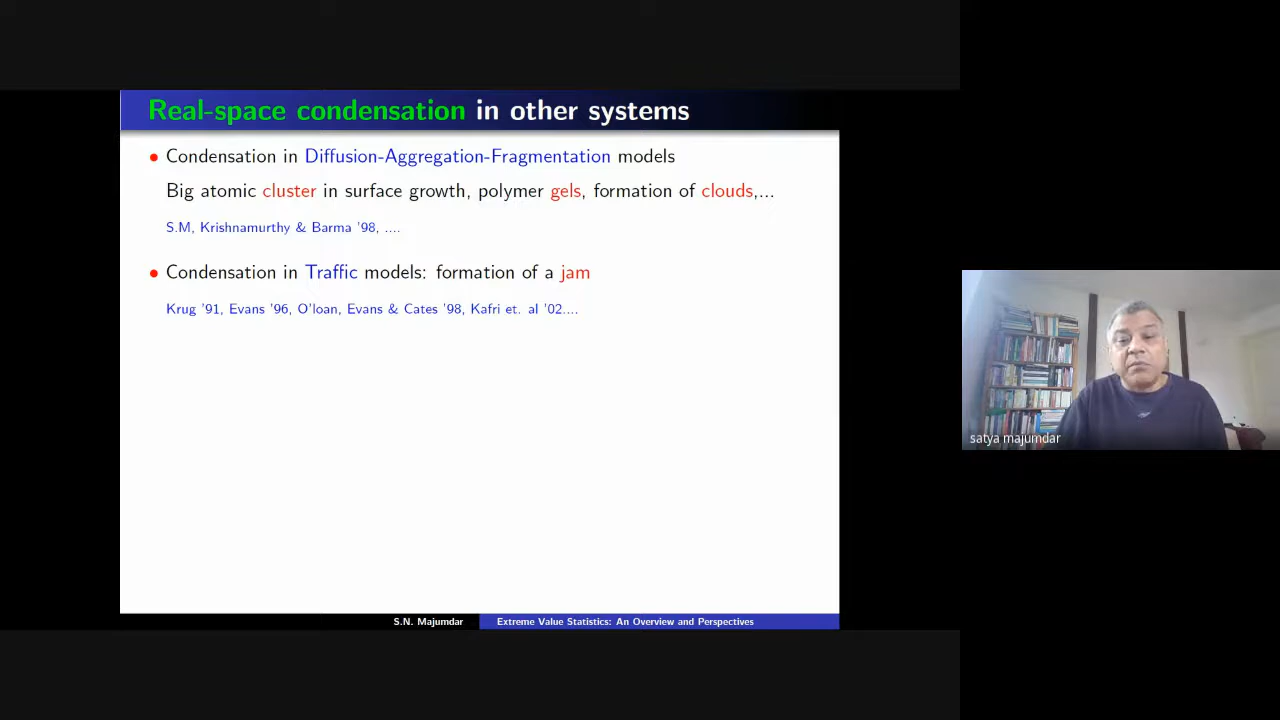 Real-space condensation in other systems
• Condensation in Diffusion-Aggregation-Fragmentation models
Big atomic cluster in surface growth, polymer gels, formation of clouds,...
S.M, Krishnamurthy & Barma '98, ....
• Condensation in Traffic models: formation of a jam
Krug '91, Evans '96, O'loan, Evans & Cates '98, Kafri et. al '02....
satya majumdar
S.N. Majumdar
Extreme Value Statistics: An Overview and Perspectives